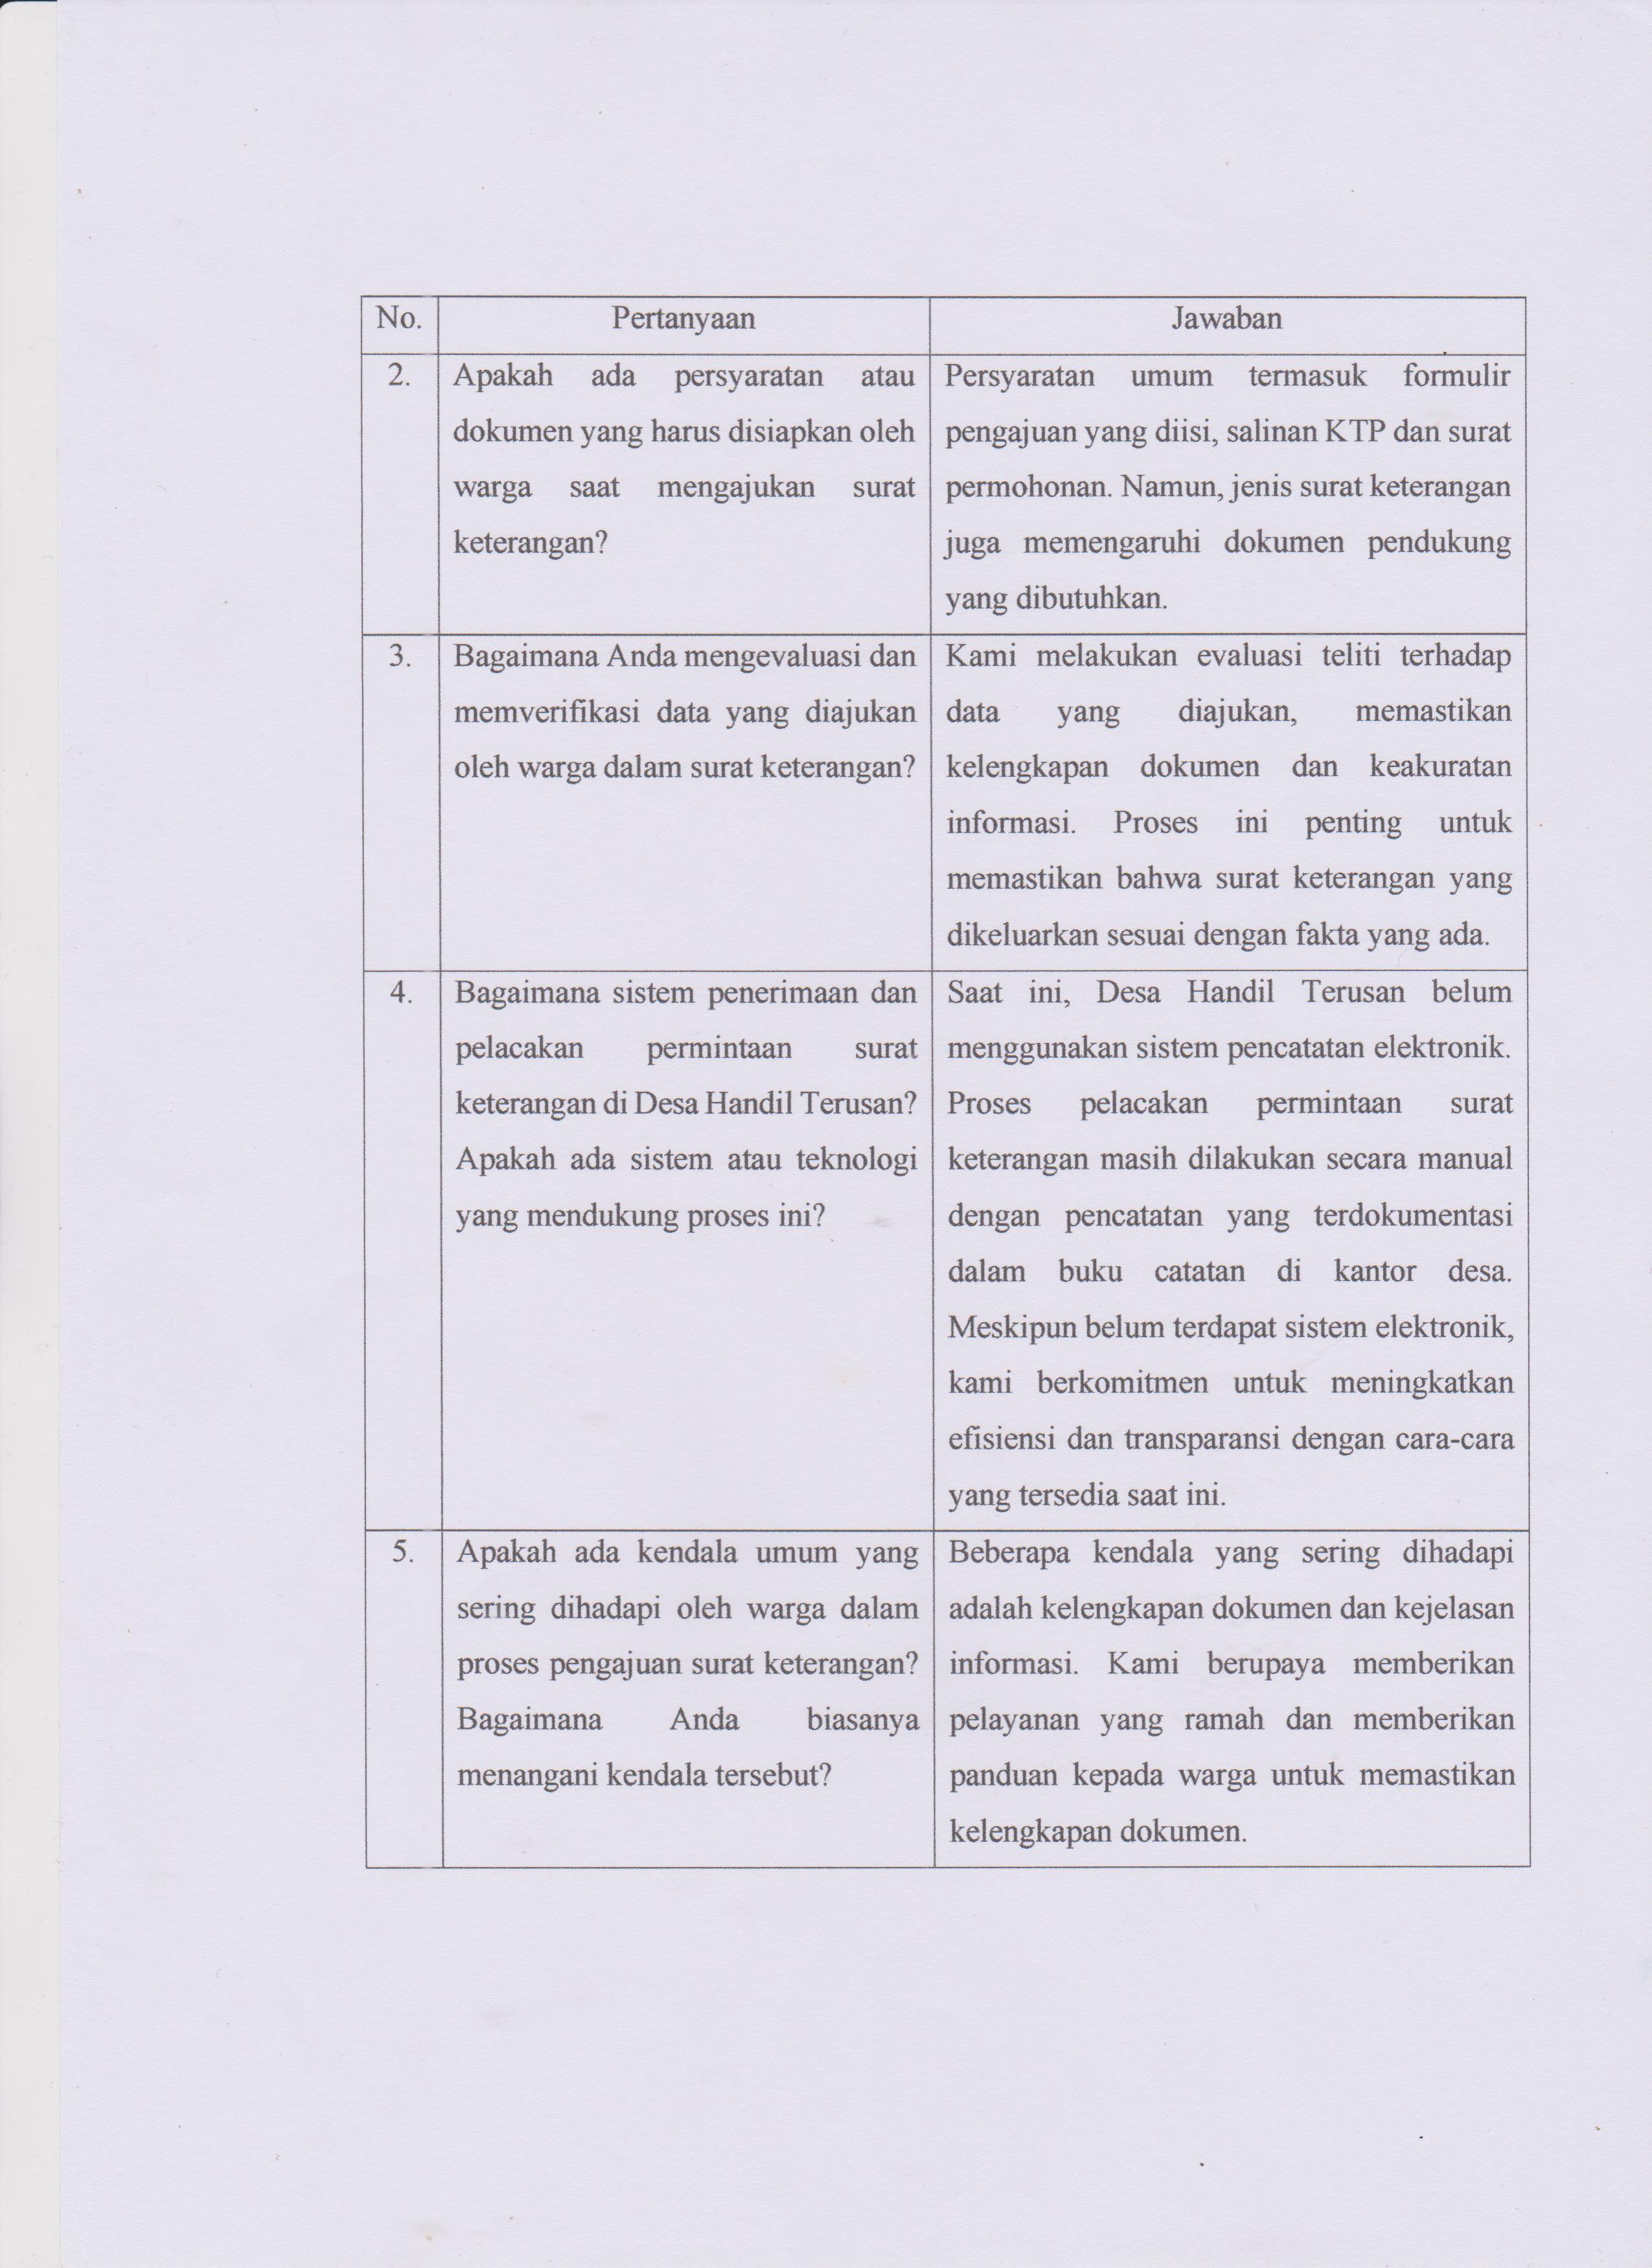 No. Pertanyaan Jawaban
2. Apakah ada persyaratan atau
dokumen yang harus disiapkan oleh
warga saat mengajukan surat
keterangan?
Persyaratan umum termasuk formulir
pengajuan yang diisi, salinan KTP dan surat
permohonan. Namun, jenis surat keterangan
juga memengaruhi dokumen pendukung
yang dibutuhkan.
3. Bagaimana Anda mengevaluasi dan
memverifikasi data yang diajukan
oleh warga dalam surat keterangan?
Kami melakukan evaluasi teliti terhadap
data yang diajukan, memastikan
kelengkapan dokumen dan keakuratan
informasi. Proses ini penting untuk
memastikan bahwa surat keterangan yang
dikeluarkan sesuai dengan fakta yang ada.
4. Bagaimana sistem penerimaan dan
pelacakan permintaan surat
keterangan di Desa Handil Terusan?
Apakah ada sistem atau teknologi
yang mendukung proses ini?
Saat ini, Desa Handil Terusan belum
menggunakan sistem pencatatan elektronik.
Proses pelacakan permintaan surat
keterangan masih dilakukan secara manual
dengan pencatatan yang terdokumentasi
dalam buku catatan di kantor desa.
Meskipun belum terdapat sistem elektronik,
kami berkomitmen untuk meningkatkan
efisiensi dan transparansi dengan cara-cara
yang tersedia saat ini.
5. Apakah ada kendala umum yang
sering dihadapi oleh warga dalam
proses pengajuan surat keterangan?
Bagaimana Anda biasanya
menangani kendala tersebut?
Beberapa kendala yang sering dihadapi
adalah kelengkapan dokumen dan kejelasan
informasi. Kami berupaya memberikan
pelayanan yang ramah dan memberikan
panduan kepada warga untuk memastikan
kelengkapan dokumen.